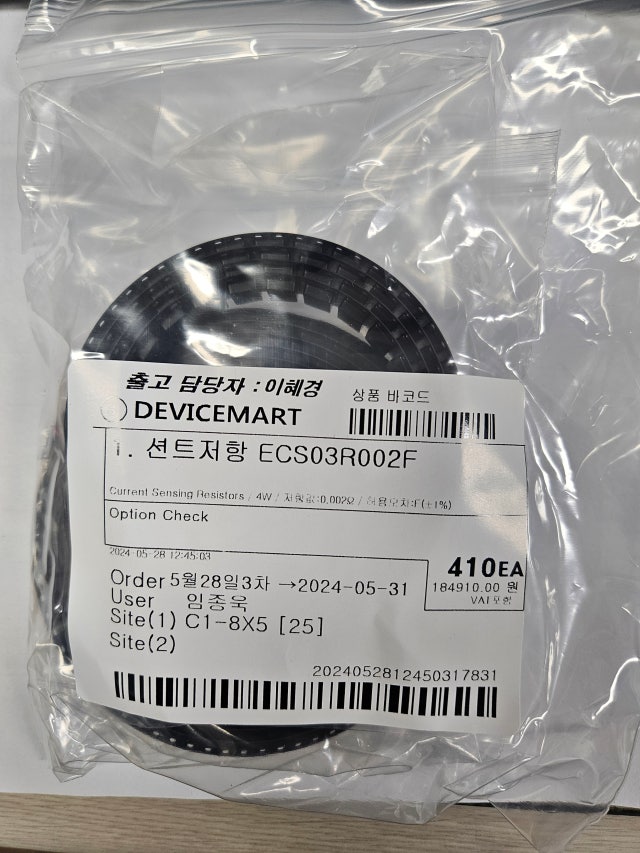 출고 담당자 : 이혜경
상품 바코드
DEVICEMART
1. 션트저항 ECS03R002F
Current Sensing Resistors / 4W / 저항값:0.002Ω / 허용오차:F(±1%)
Option Check
2024-05-28 12:45:03
410EA
184910.00 원
VAT포함
Order 5월28일3차 →2024-05-31
User 임종욱
Site(1) C1-8X5 [25]
Site(2)
2024052812450317831